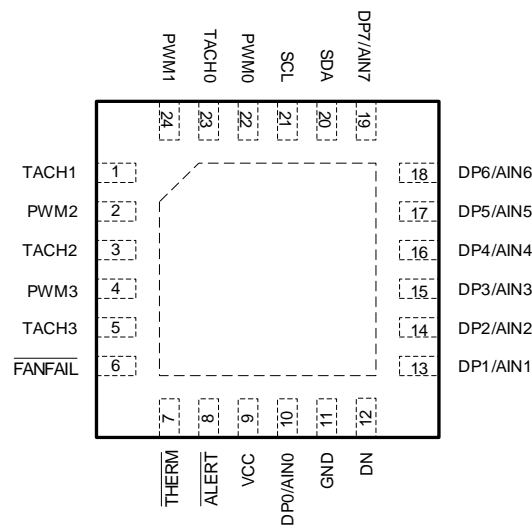 PWM1
TACH0
PWM0
SCL
SDA
DP7/AIN7
24
23
22
21
20
19
TACH1
1
PWM2
2
TACH2
3
PWM3
4
TACH3
5
FANFAIL
6
18
DP6/AIN6
17
DP5/AIN5
16
DP4/AIN4
15
DP3/AIN3
14
DP2/AIN2
13
DP1/AIN1
7
8
9
10
11
12
THERM
ALERT
VCC
DP0/AIN0
GND
DN